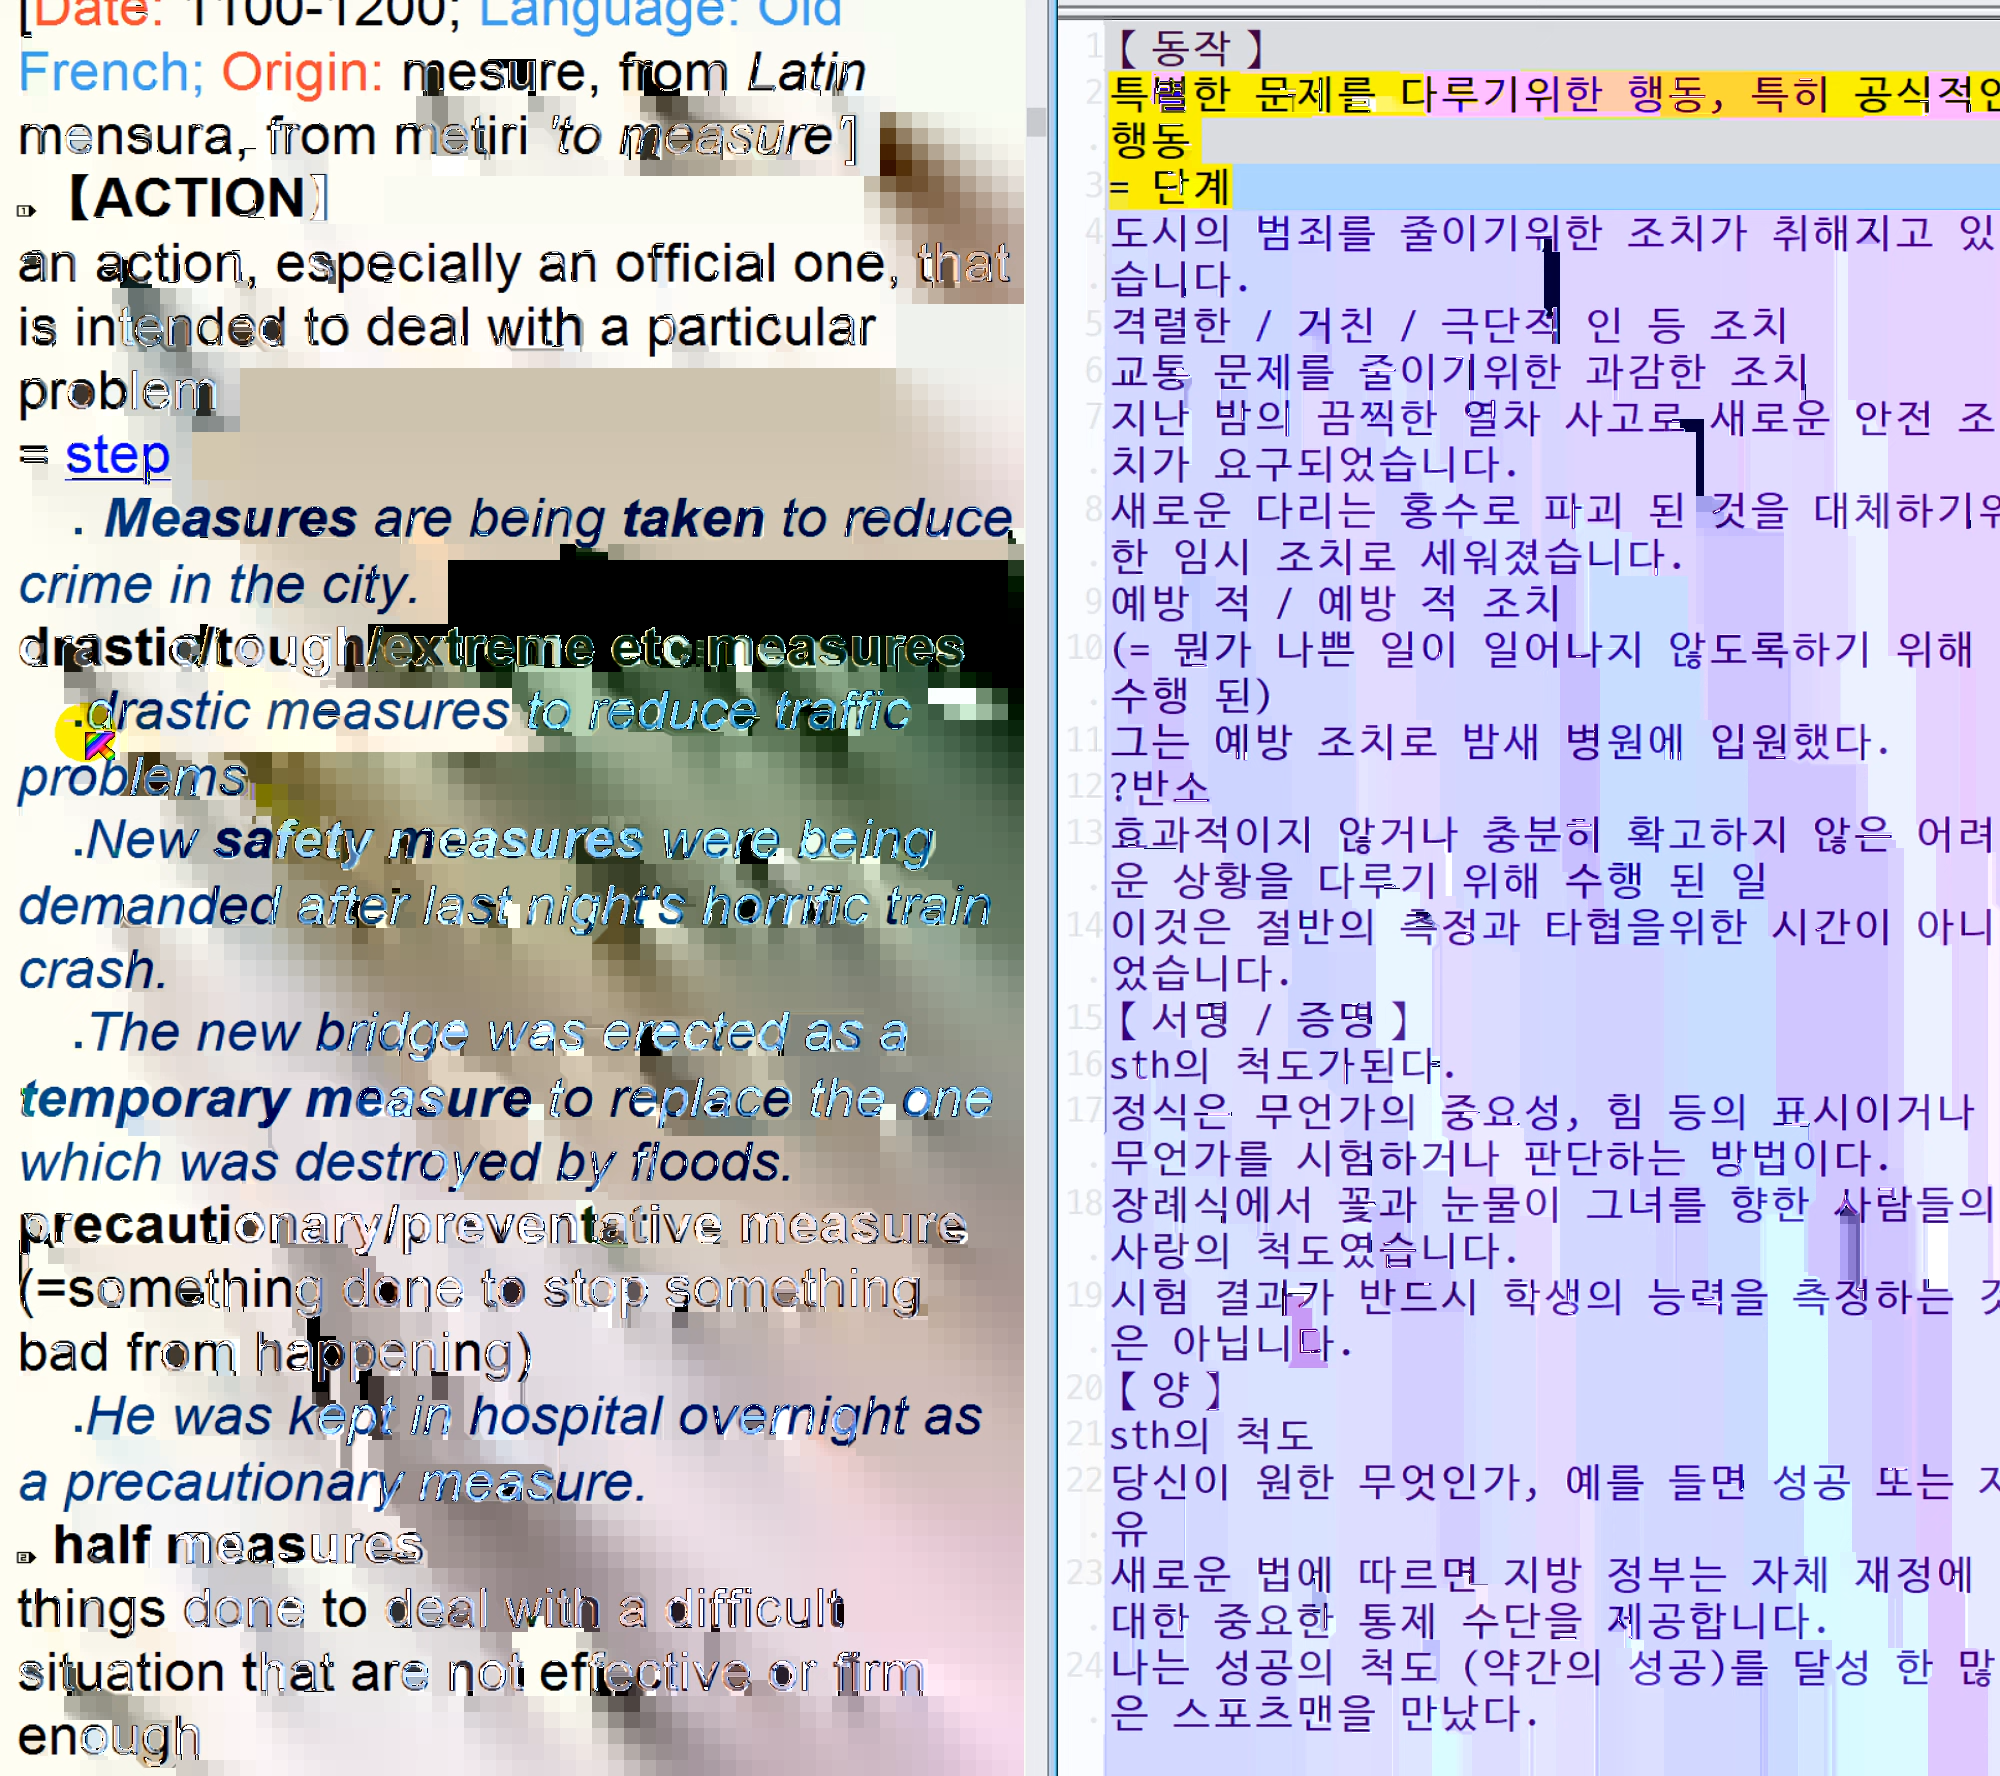 [Date: 1100-1200; Language: Old
French; Origin: mesure, from Latin
mensura, from metiri 'to measure']
【ACTION】
an action, especially an official one, that
is intended to deal with a particular
problem
= step
. Measures are being taken to reduce
crime in the city.
drastic/tough/extreme etc measures
.drastic measures to reduce traffic
problems
.New safety measures were being
demanded after last night's horrific train
crash.
.The new bridge was erected as a
temporary measure to replace the one
which was destroyed by floods.
precautionary/preventative measure
(=something done to stop something
bad from happening)
.He was kept in hospital overnight as
a precautionary measure.
half measures
things done to deal with a difficult
situation that are not effective or firm
enough
1 【 동작 】
2 특별한 문제를 다루기위한 행동, 특히 공식적인
행동
3 = 단계
4 도시의 범죄를 줄이기위한 조치가 취해지고 있
습니다.
5 격렬한 / 거친 / 극단적 인 등 조치
6 교통 문제를 줄이기위한 과감한 조치
7 지난 밤의 끔찍한 열차 사고로 새로운 안전 조
치가 요구되었습니다.
8 새로운 다리는 홍수로 파괴 된 것을 대체하기위
한 임시 조치로 세워졌습니다.
9 예방 적 / 예방 적 조치
10 (= 뭔가 나쁜 일이 일어나지 않도록하기 위해
수행 된)
11 그는 예방 조치로 밤새 병원에 입원했다.
12 ?반소
13 효과적이지 않거나 충분히 확고하지 않은 어려
운 상황을 다루기 위해 수행 된 일
14 이것은 절반의 측정과 타협을위한 시간이 아니
었습니다.
15 【 서명 / 증명 】
16 sth의 척도가된다.
17 정식은 무언가의 중요성, 힘 등의 표시이거나
무언가를 시험하거나 판단하는 방법이다.
18 장례식에서 꽃과 눈물이 그녀를 향한 사람들의
사랑의 척도였습니다.
19 시험 결과가 반드시 학생의 능력을 측정하는 것
은 아닙니다.
20 【 양 】
21 sth의 척도
22 당신이 원한 무엇인가, 예를 들면 성공 또는 자
유
23 새로운 법에 따르면 지방 정부는 자체 재정에
대한 중요한 통제 수단을 제공합니다.
24 나는 성공의 척도 (약간의 성공)를 달성 한 많
은 스포츠맨을 만났다.